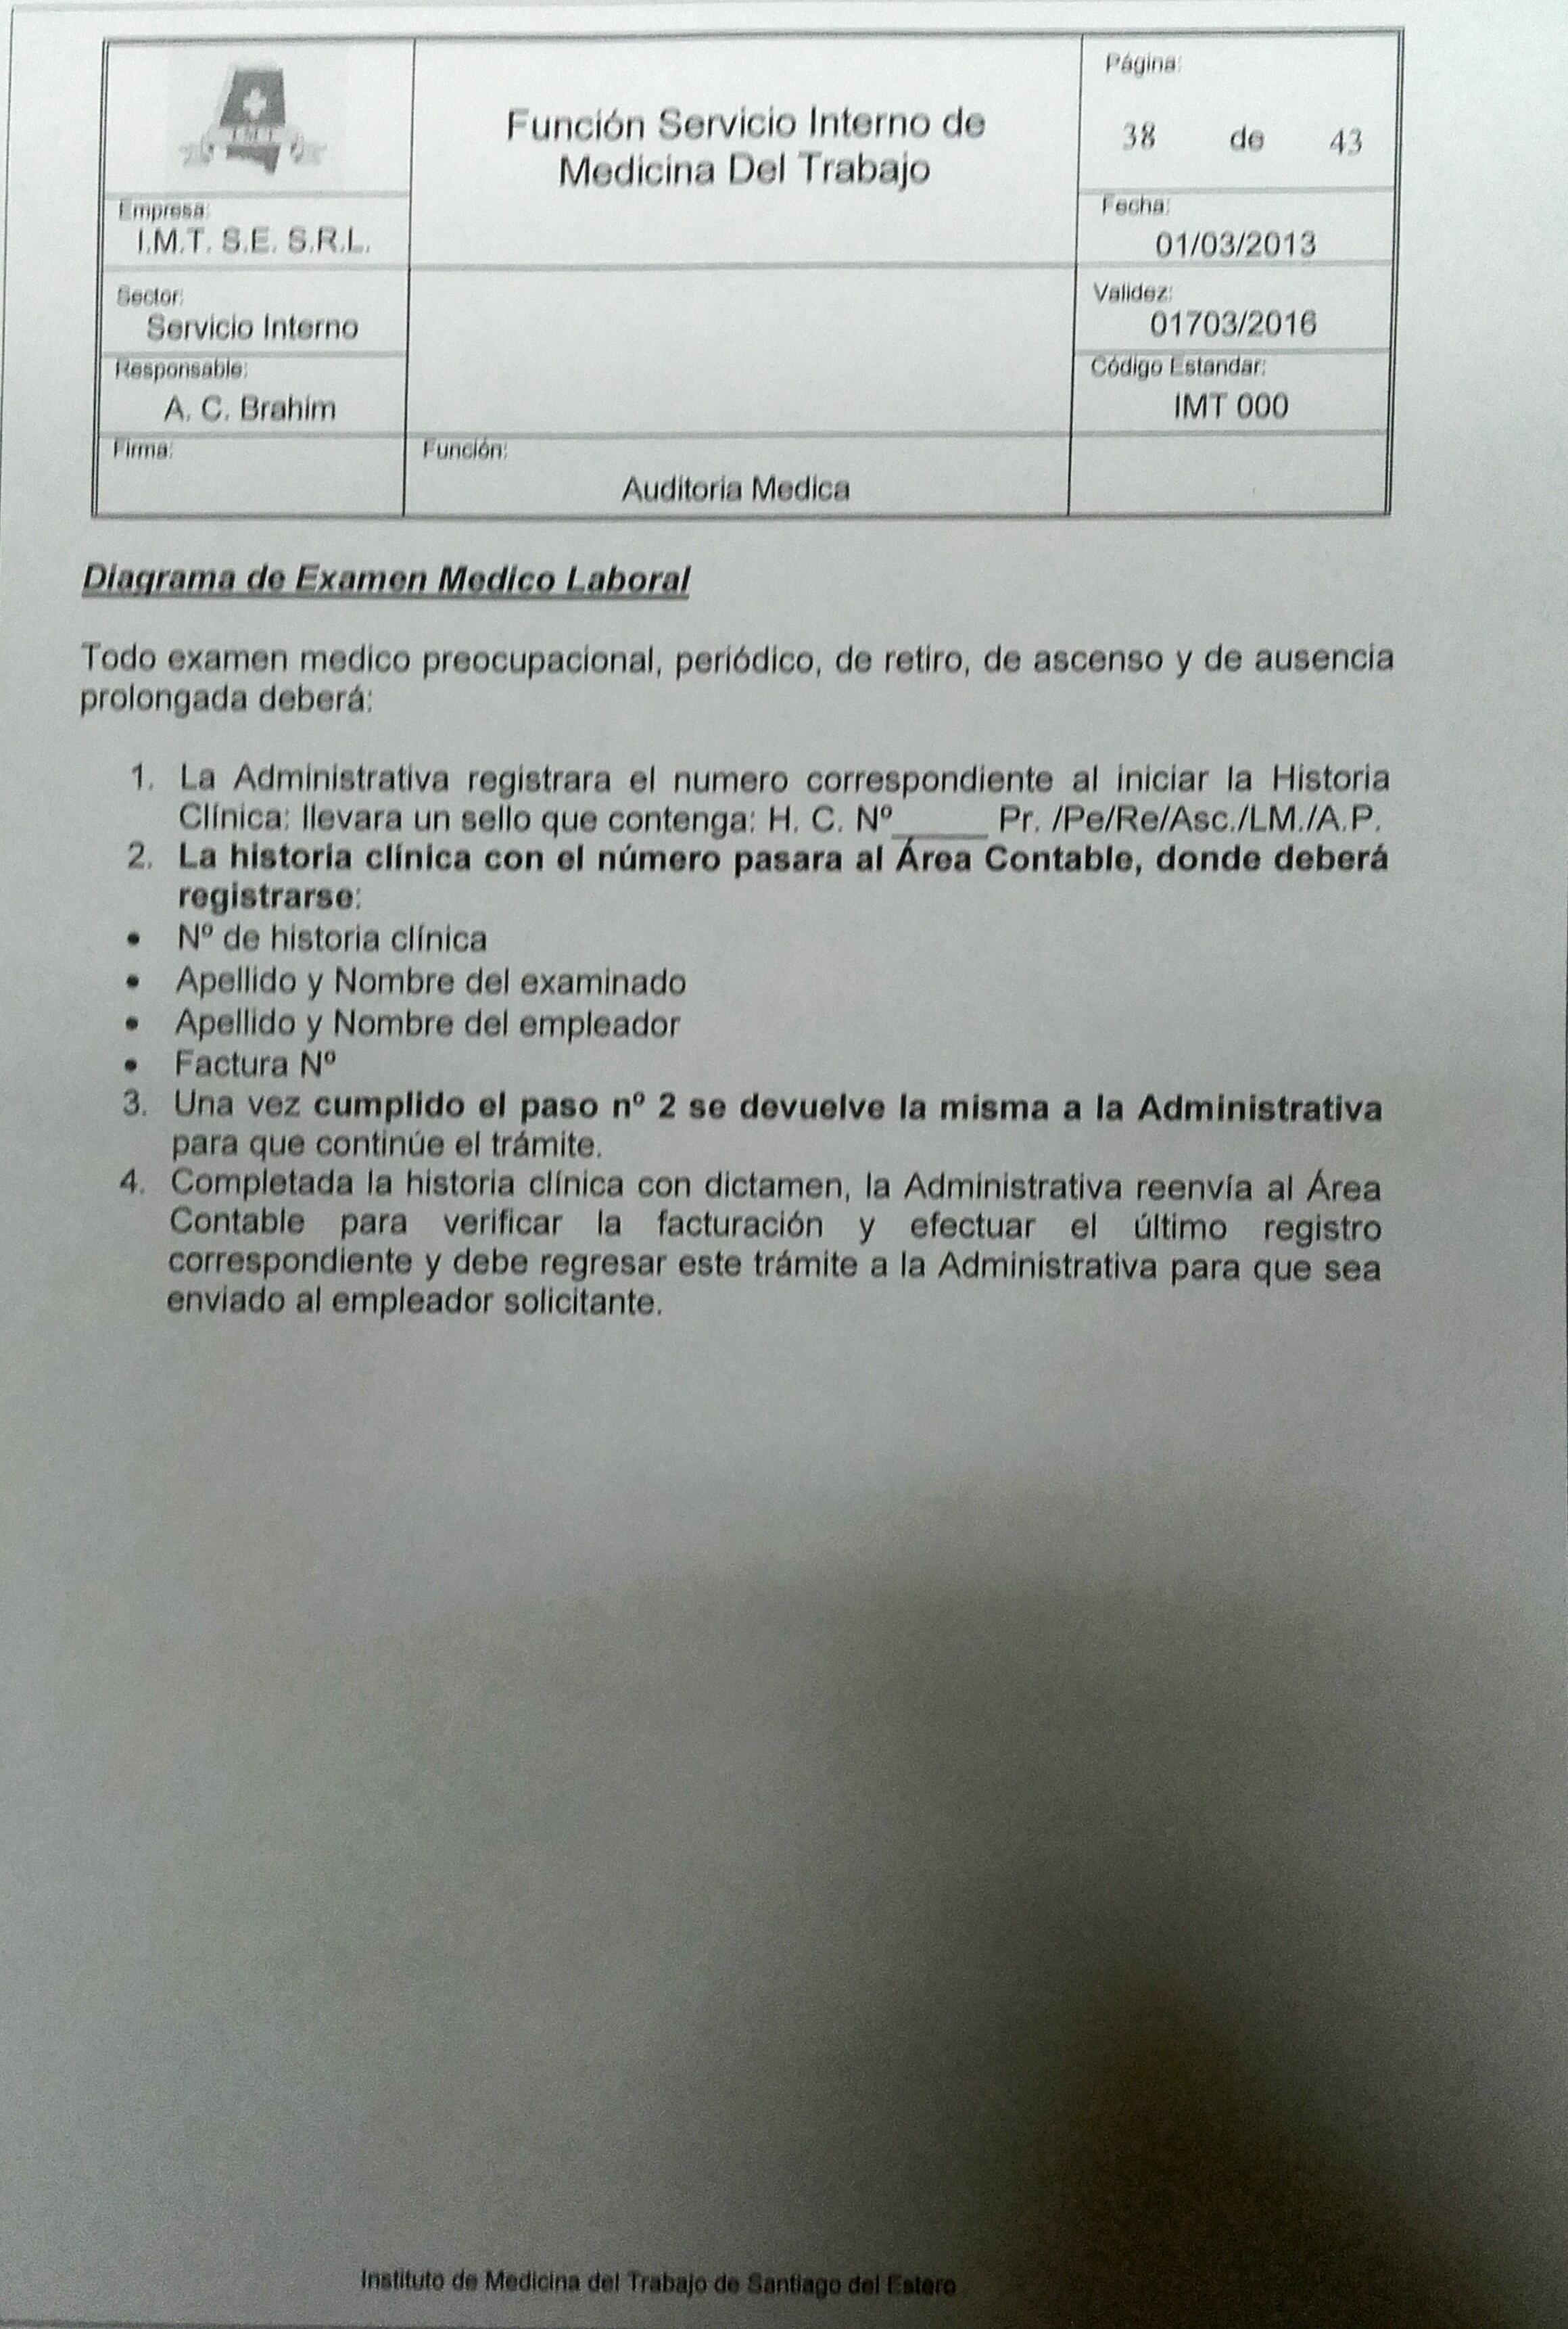 I.M.T.
Función Servicio Interno de
Medicina Del Trabajo
Página:
38 de 43
Empresa:
I.M.T. S.E. S.R.L.
Fecha:
01/03/2013
Sector:
Servicio Interno
Validez:
01703/2016
Responsable:
A. C. Brahim
Código Estandar:
IMT 000
Firma:
Función:
Auditoria Medica
Diagrama de Examen Medico Laboral
Todo examen medico preocupacional, periódico, de retiro, de ascenso y de ausencia
prolongada deberá:
1. La Administrativa registrara el numero correspondiente al iniciar la Historia
Clínica: llevara un sello que contenga: H. C. Nº_____ Pr. /Pe/Re/Asc./LM./A.P.
2. La historia clínica con el número pasara al Área Contable, donde deberá
registrarse:
• Nº de historia clínica
• Apellido y Nombre del examinado
• Apellido y Nombre del empleador
• Factura Nº
3. Una vez cumplido el paso nº 2 se devuelve la misma a la Administrativa
para que continúe el trámite.
4. Completada la historia clínica con dictamen, la Administrativa reenvía al Área
Contable para verificar la facturación y efectuar el último registro
correspondiente y debe regresar este trámite a la Administrativa para que sea
enviado al empleador solicitante.
Instituto de Medicina del Trabajo de Santiago del Estero